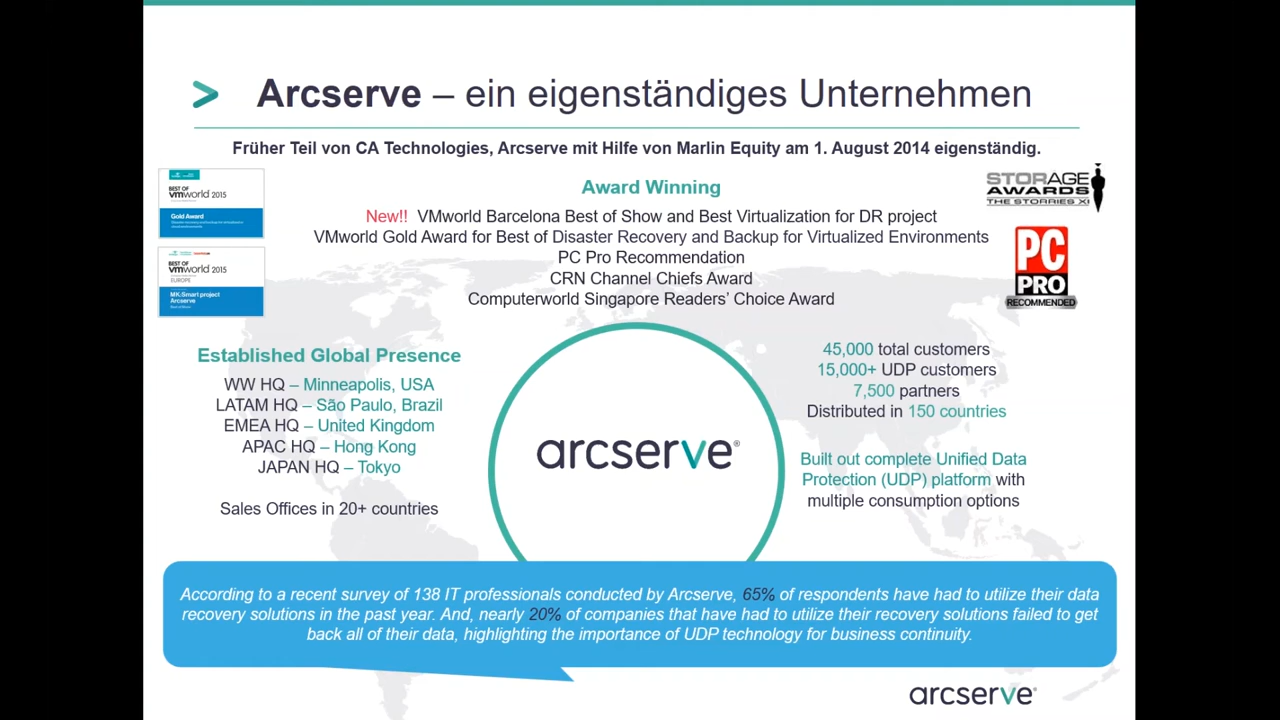 > Arcserve – ein eigenständiges Unternehmen
Früher Teil von CA Technologies, Arcserve mit Hilfe von Marlin Equity am 1. August 2014 eigenständig.
BEST OF
vmworld 2015
Gold Award
BEST OF
vmworld 2015
EUROPE
MK:Smart project
Arcserve
Award Winning
New!! VMworld Barcelona Best of Show and Best Virtualization for DR project
VMworld Gold Award for Best of Disaster Recovery and Backup for Virtualized Environments
PC Pro Recommendation
CRN Channel Chiefs Award
Computerworld Singapore Readers’ Choice Award
STORAGE
AWARDS
THE STORRIES XI
PC
PRO
RECOMMENDED
Established Global Presence
WW HQ – Minneapolis, USA
LATAM HQ – São Paulo, Brazil
EMEA HQ – United Kingdom
APAC HQ – Hong Kong
JAPAN HQ – Tokyo
Sales Offices in 20+ countries
arcserve®
45,000 total customers
15,000+ UDP customers
7,500 partners
Distributed in 150 countries
Built out complete Unified Data
Protection (UDP) platform with
multiple consumption options
According to a recent survey of 138 IT professionals conducted by Arcserve, 65% of respondents have had to utilize their data
recovery solutions in the past year. And, nearly 20% of companies that have had to utilize their recovery solutions failed to get
back all of their data, highlighting the importance of UDP technology for business continuity.
arcserve®